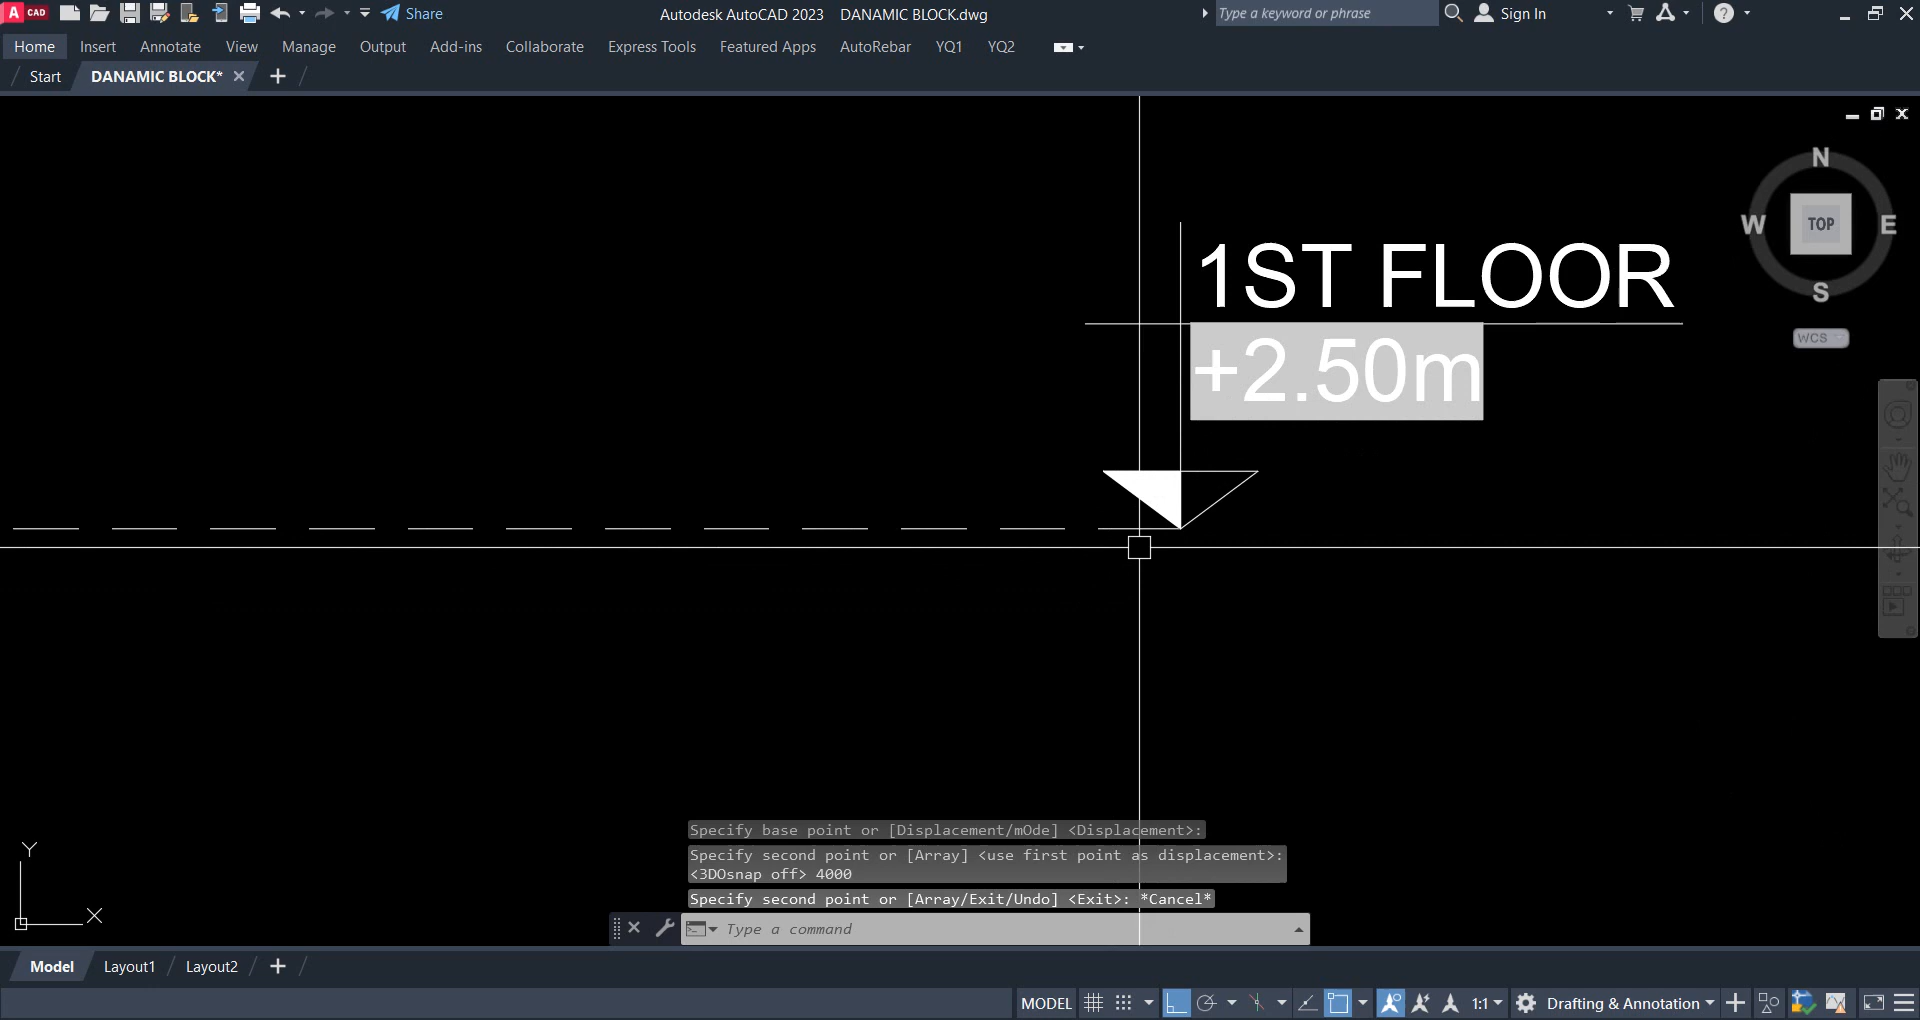 A CAD
Share
Autodesk AutoCAD 2023 DANAMIC BLOCK.dwg
Type a keyword or phrase
Sign In
Home Insert Annotate View Manage Output Add-ins Collaborate Express Tools Featured Apps AutoRebar YQ1 YQ2
Start DANAMIC BLOCK*
N
W TOP E
S
WCS
1ST FLOOR
+2.50m
Y
X
Specify base point or [Displacement/mOde] <Displacement>:
Specify second point or [Array] <use first point as displacement>:
<3DOsnap off> 4000
Specify second point or [Array/Exit/Undo] <Exit>: *Cancel*
Type a command
Model Layout1 Layout2
MODEL 1:1 Drafting & Annotation